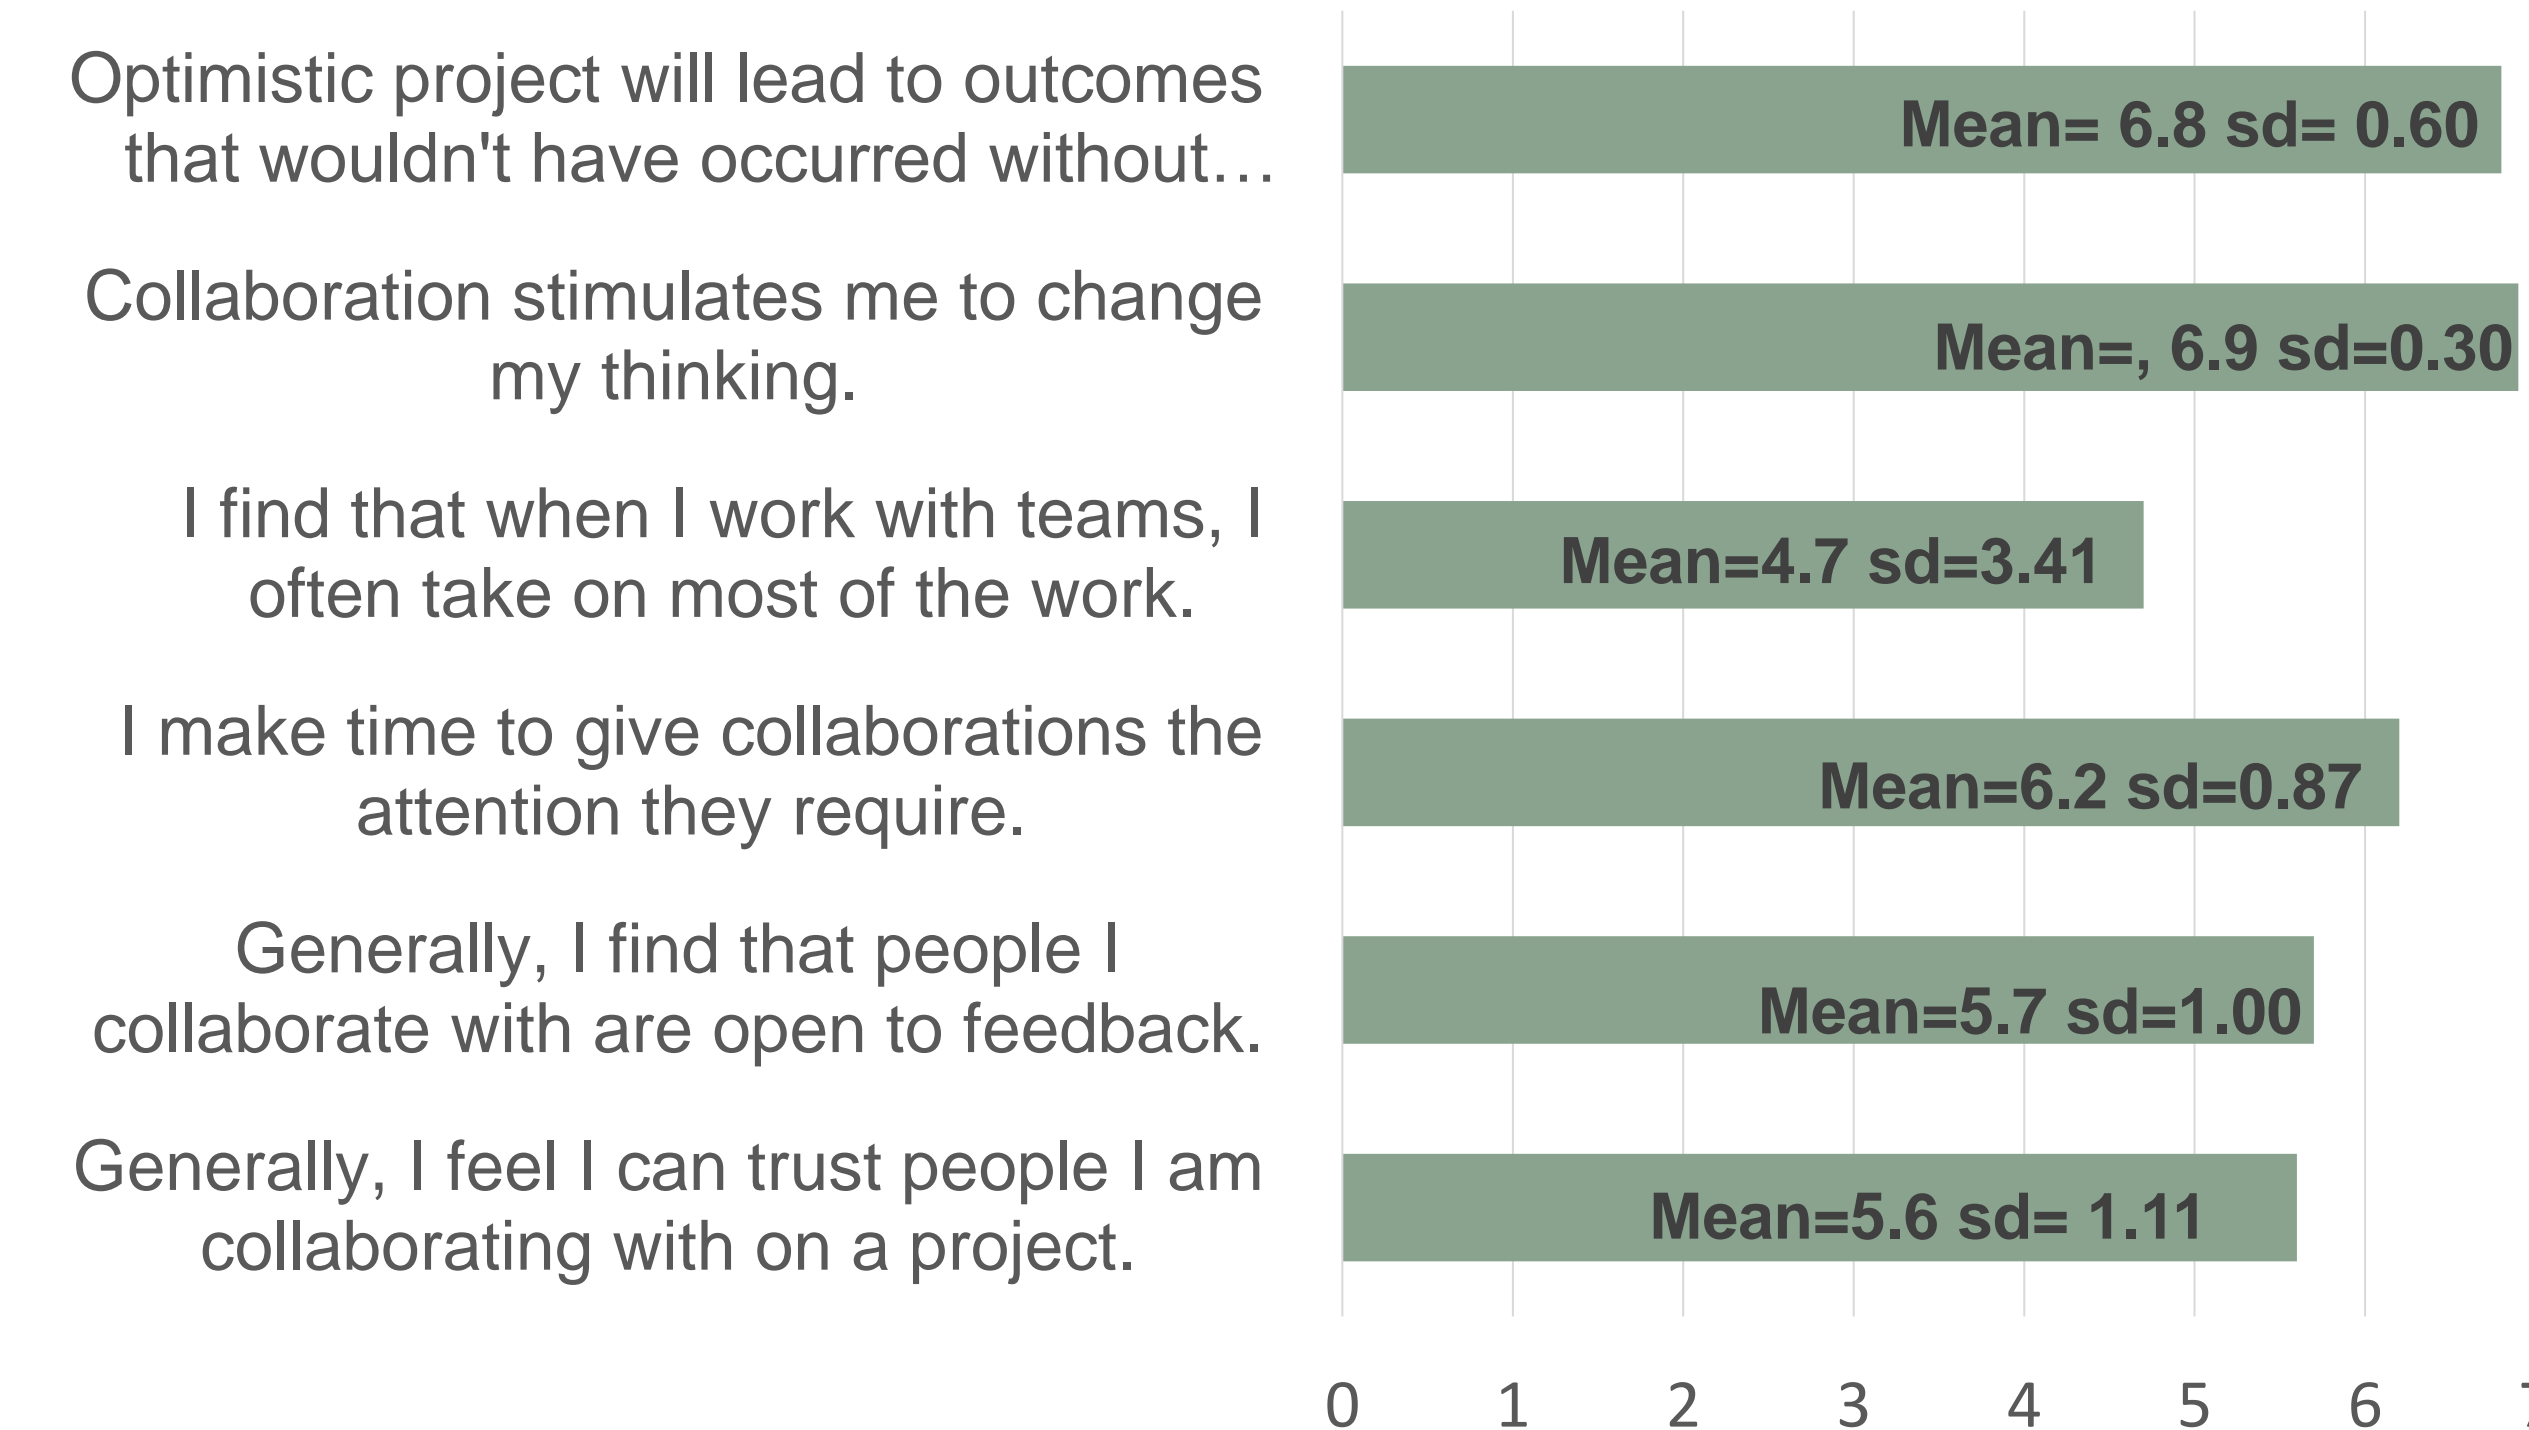 Optimistic project will lead to outcomes
that wouldn't have occurred without…
Mean= 6.8 sd= 0.60
Collaboration stimulates me to change
my thinking.
Mean=, 6.9 sd=0.30
I find that when I work with teams, I
often take on most of the work.
Mean=4.7 sd=3.41
I make time to give collaborations the
attention they require.
Mean=6.2 sd=0.87
Generally, I find that people I
collaborate with are open to feedback.
Mean=5.7 sd=1.00
Generally, I feel I can trust people I am
collaborating with on a project.
Mean=5.6 sd= 1.11
0 1 2 3 4 5 6